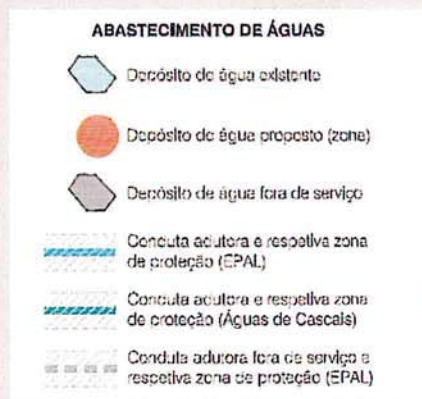 ABASTECIMENTO DE ÁGUAS
Depósito de água existente
Depósito de água proposto (zona)
Depósito de água fora de serviço
Conduta adutora e respetiva zona
de proteção (EPAL)
Conduta adutora e respetiva zona
de proteção (Águas de Cascais)
Conduta adutora fora de serviço e
respetiva zona de proteção (EPAL)